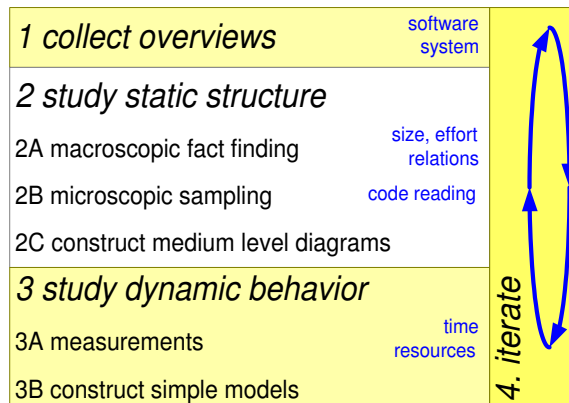 1 collect overviews
software
system
2 study static structure
2A macroscopic fact finding
size, effort
relations
2B microscopic sampling
code reading
2C construct medium level diagrams
3 study dynamic behavior
3A measurements
time
resources
3B construct simple models
4. iterate